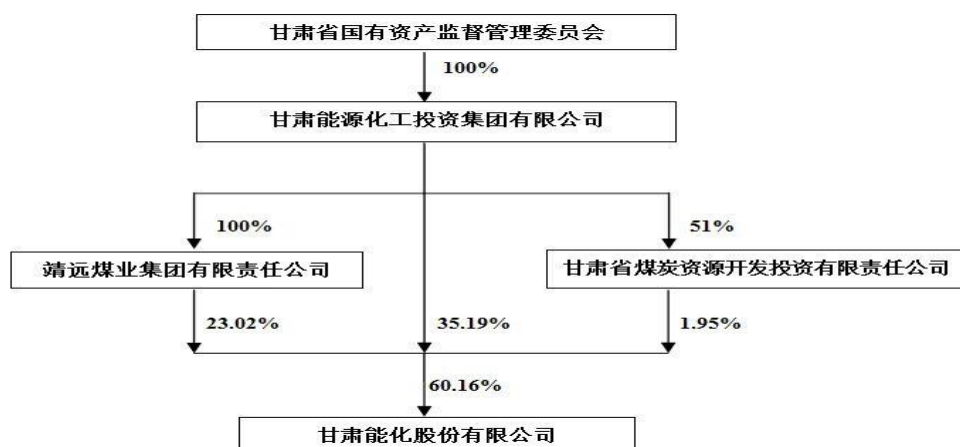 甘肃省国有资产监督管理委员会
100%
甘肃能源化工投资集团有限公司
100%
51%
靖远煤业集团有限责任公司
甘肃省煤炭资源开发投资有限责任公司
23.02%
35.19%
1.95%
60.16%
甘肃能化股份有限公司